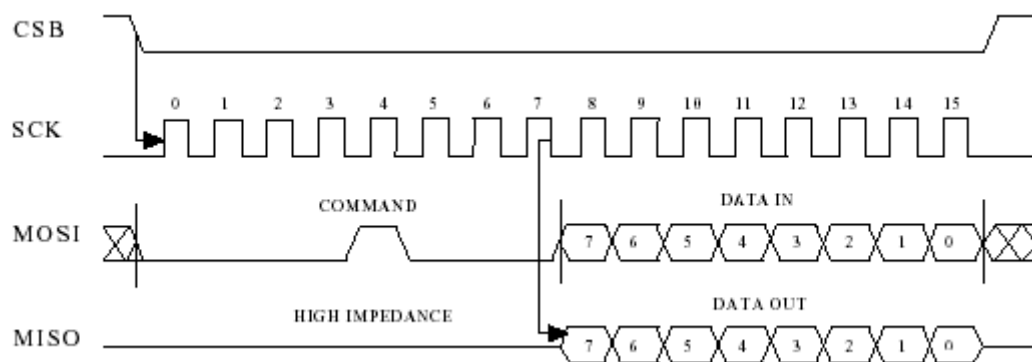 CSB
0 1 2 3 4 5 6 7 8 9 10 11 12 13 14 15
SCK
COMMAND DATA IN
MOSI 7 6 5 4 3 2 1 0
HIGH IMPEDANCE DATA OUT
MISO 7 6 5 4 3 2 1 0